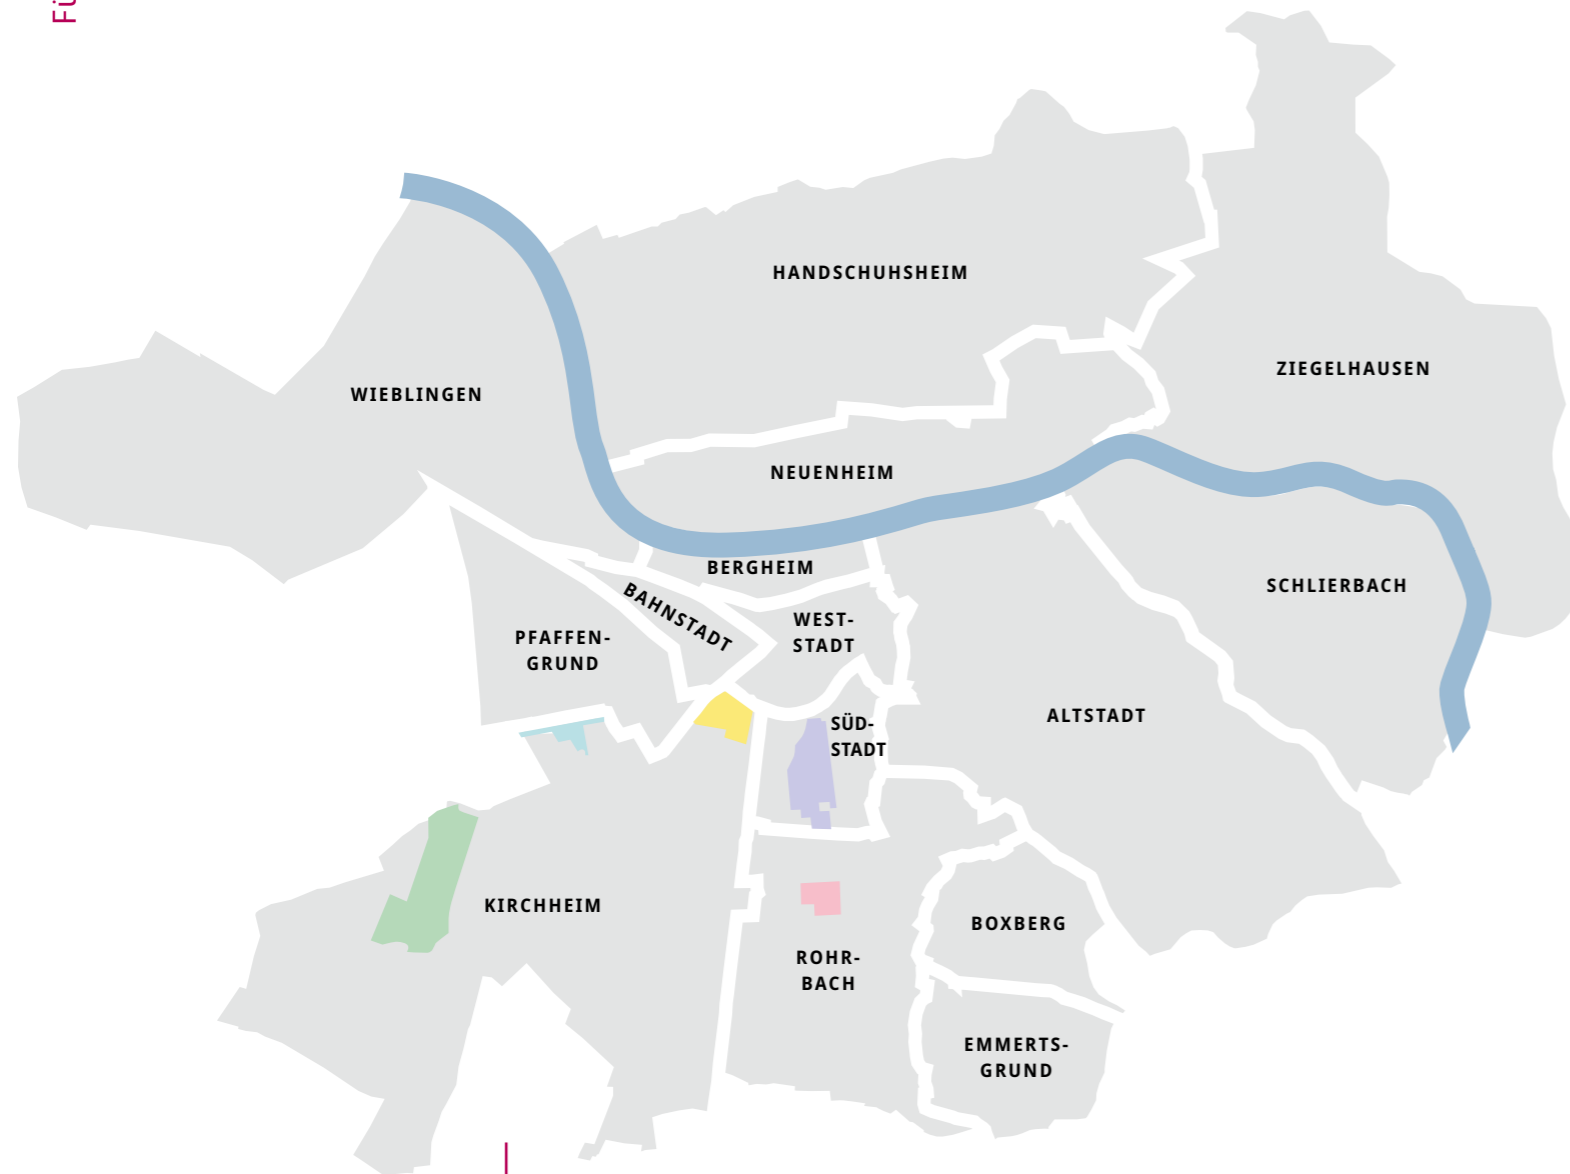 Fü
HANDSCHUHSHEIM
ZIEGELHAUSEN
WIEBLINGEN
NEUENHEIM
BERGHEIM
SCHLIERBACH
BAHNSTADT
WEST-
STADT
PFAFFEN-
GRUND
ALTSTADT
SÜD-
STADT
KIRCHHEIM
BOXBERG
ROHR-
BACH
EMMERTS-
GRUND